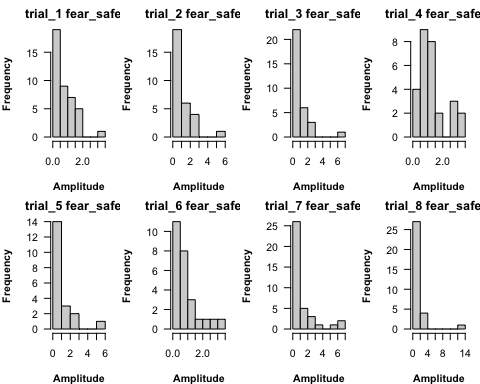 trial_1 fear_safe
trial_2 fear_safe
trial_3 fear_safe
trial_4 fear_safe
Frequency
0
5
10
15
0.0
2.0
Amplitude
Frequency
0
5
10
15
0
2
4
6
Amplitude
Frequency
0
5
10
15
20
0
2
4
6
Amplitude
Frequency
0
2
4
6
8
0.0
2.0
Amplitude
trial_5 fear_safe
trial_6 fear_safe
trial_7 fear_safe
trial_8 fear_safe
Frequency
0
2
4
6
8
10
12
14
0
2
4
6
Amplitude
Frequency
0
2
4
6
8
10
0.0
2.0
Amplitude
Frequency
0
5
10
15
20
25
0
2
4
6
Amplitude
Frequency
0
5
10
15
20
25
0
4
8
14
Amplitude